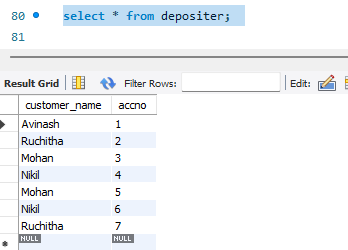 80 select * from depositer;
81
Result Grid Filter Rows: Edit:
customer_name accno
Avinash 1
Ruchitha 2
Mohan 3
Nikil 4
Mohan 5
Nikil 6
Ruchitha 7
NULL NULL